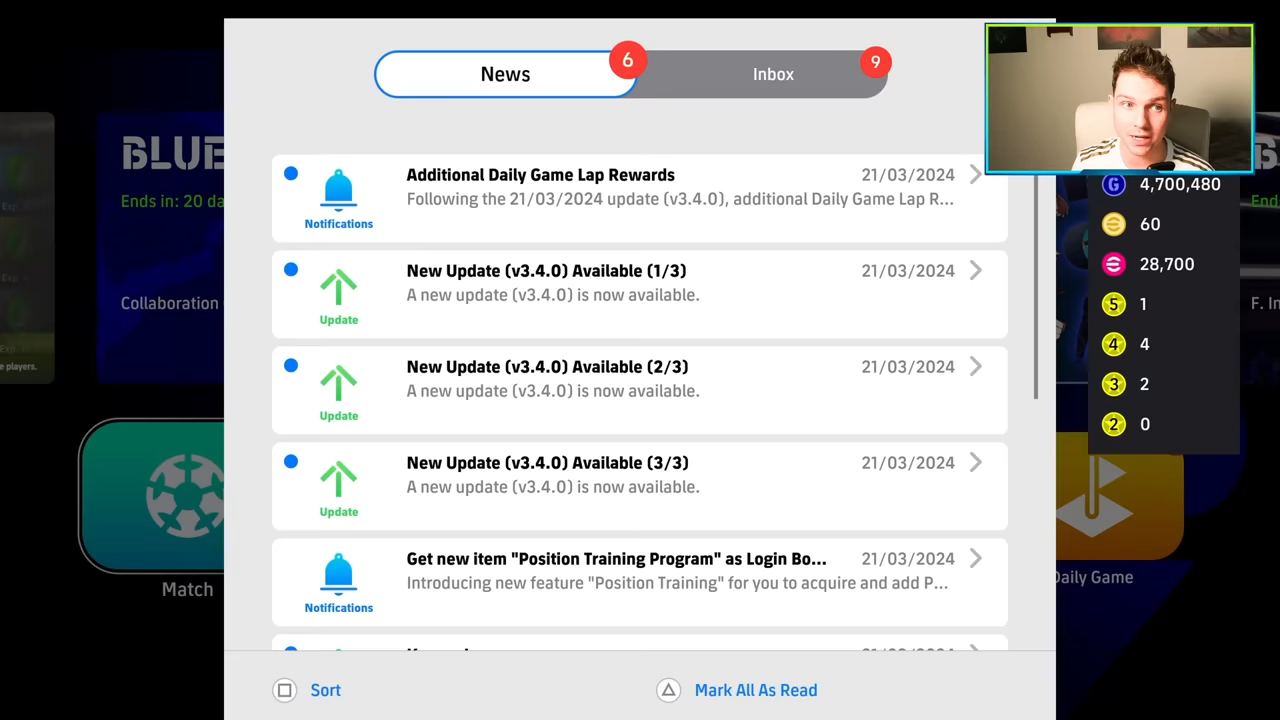 News
6
Inbox
9
BLUE
Ends in: 20 da
Collaboration
e players.
Match
Additional Daily Game Lap Rewards
21/03/2024
Following the 21/03/2024 update (v3.4.0), additional Daily Game Lap R...
Notifications
New Update (v3.4.0) Available (1/3)
21/03/2024
A new update (v3.4.0) is now available.
Update
New Update (v3.4.0) Available (2/3)
21/03/2024
A new update (v3.4.0) is now available.
Update
New Update (v3.4.0) Available (3/3)
21/03/2024
A new update (v3.4.0) is now available.
Update
Get new item "Position Training Program" as Login Bo...
21/03/2024
Introducing new feature "Position Training" for you to acquire and add P...
Notifications
Sort
Mark All As Read
G 4,700,480
60
28,700
5 1
4 4
3 2
2 0
End
F. In
Daily Game